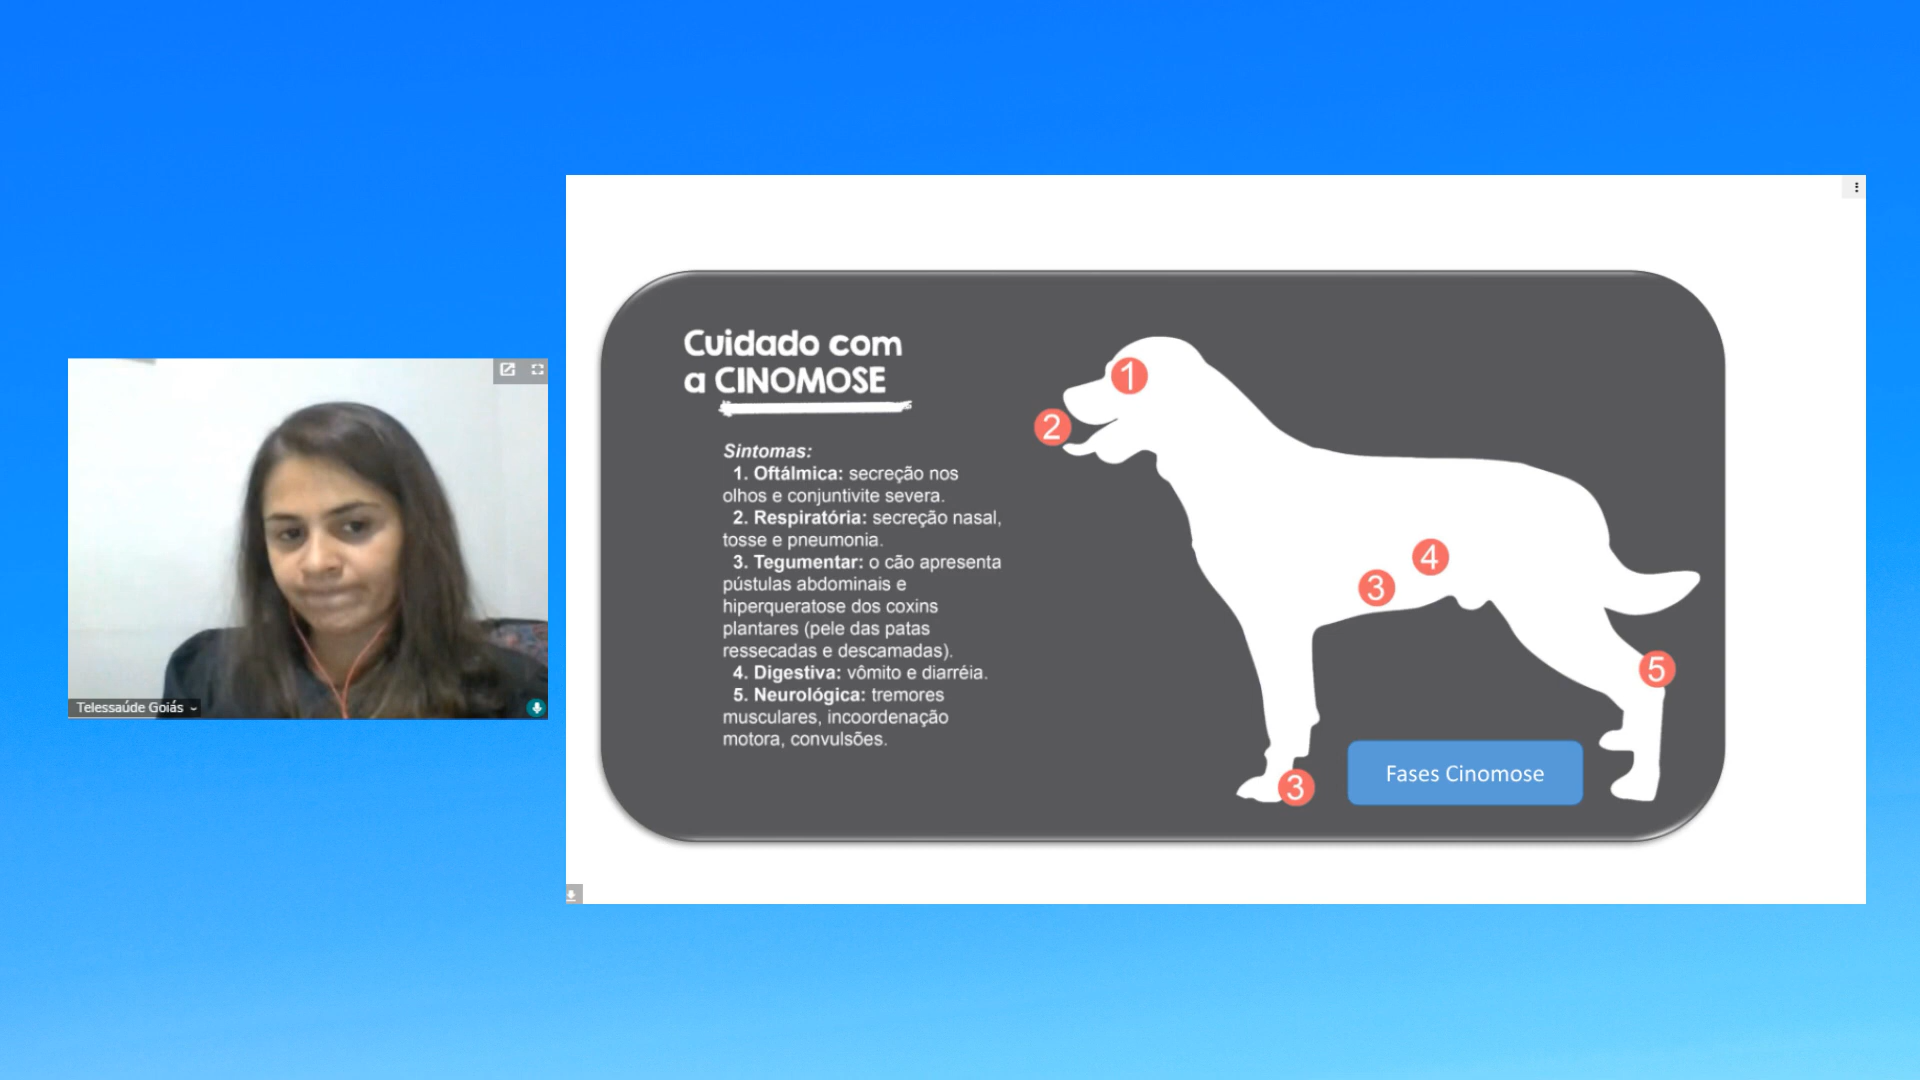 Cuidado com
a CINOMOSE
Sintomas:
1. Oftálmica: secreção nos
olhos e conjuntivite severa.
2. Respiratória: secreção nasal,
tosse e pneumonia.
3. Tegumentar: o cão apresenta
pústulas abdominais e
hiperqueratose dos coxins
plantares (pele das patas
ressecadas e descamadas).
4. Digestiva: vômito e diarréia.
5. Neurológica: tremores
musculares, incoordenação
motora, convulsões.
1
2
3
4
5
3
Fases Cinomose
Telessaúde Goiás